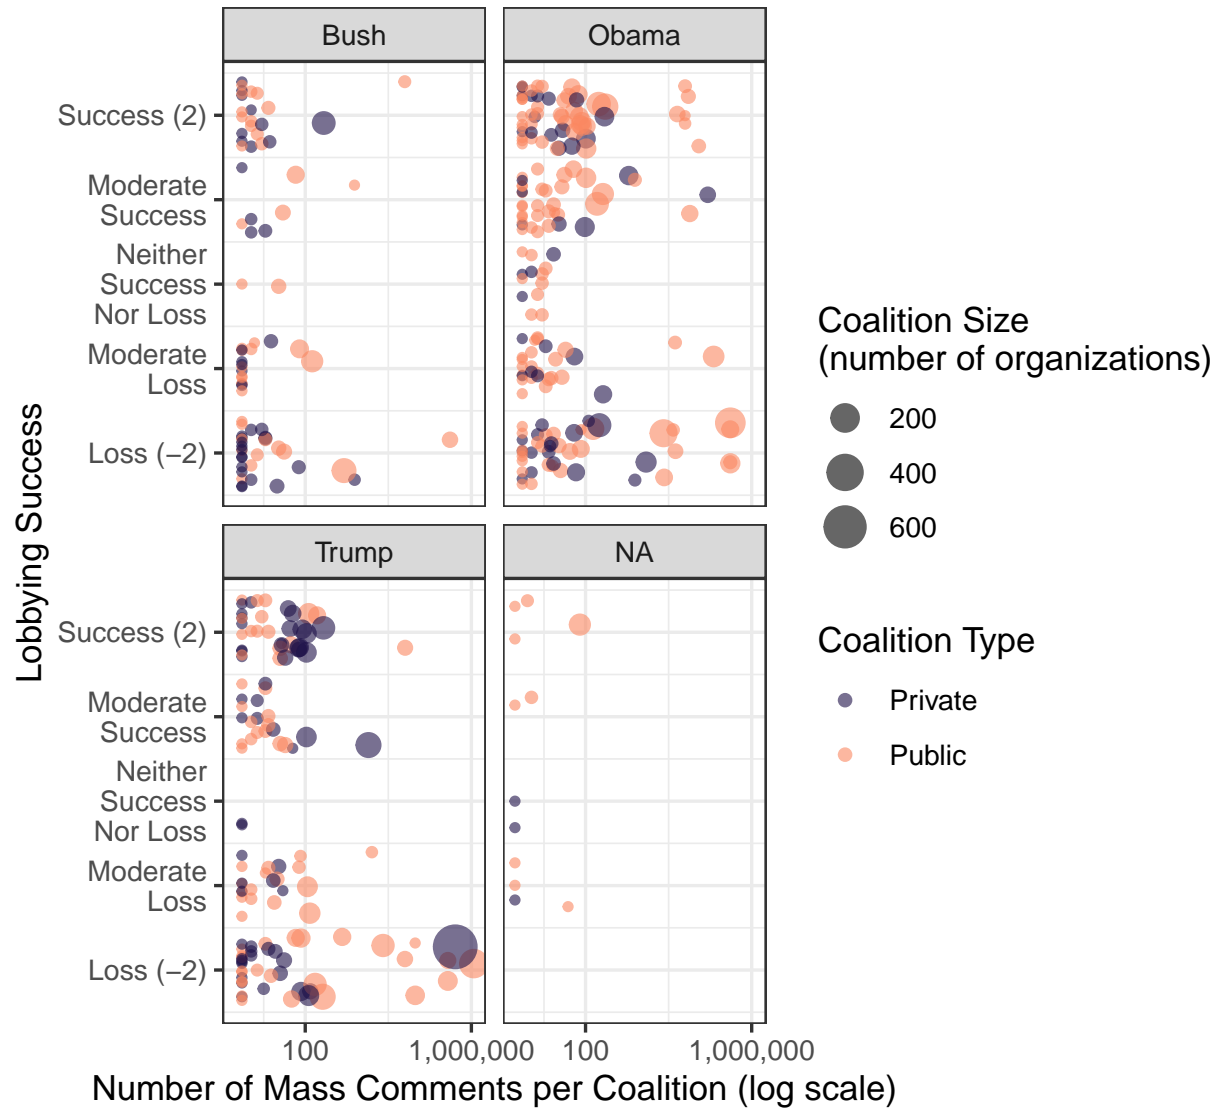 Bush
Obama
Success (2)
Moderate
Success
Neither
Success
Nor Loss
Moderate
Loss
Loss (−2)
Trump
NA
Success (2)
Moderate
Success
Neither
Success
Nor Loss
Moderate
Loss
Loss (−2)
100
1,000,000
100
1,000,000
Number of Mass Comments per Coalition (log scale)
Lobbying Success
Coalition Size
(number of organizations)
200
400
600
Coalition Type
Private
Public